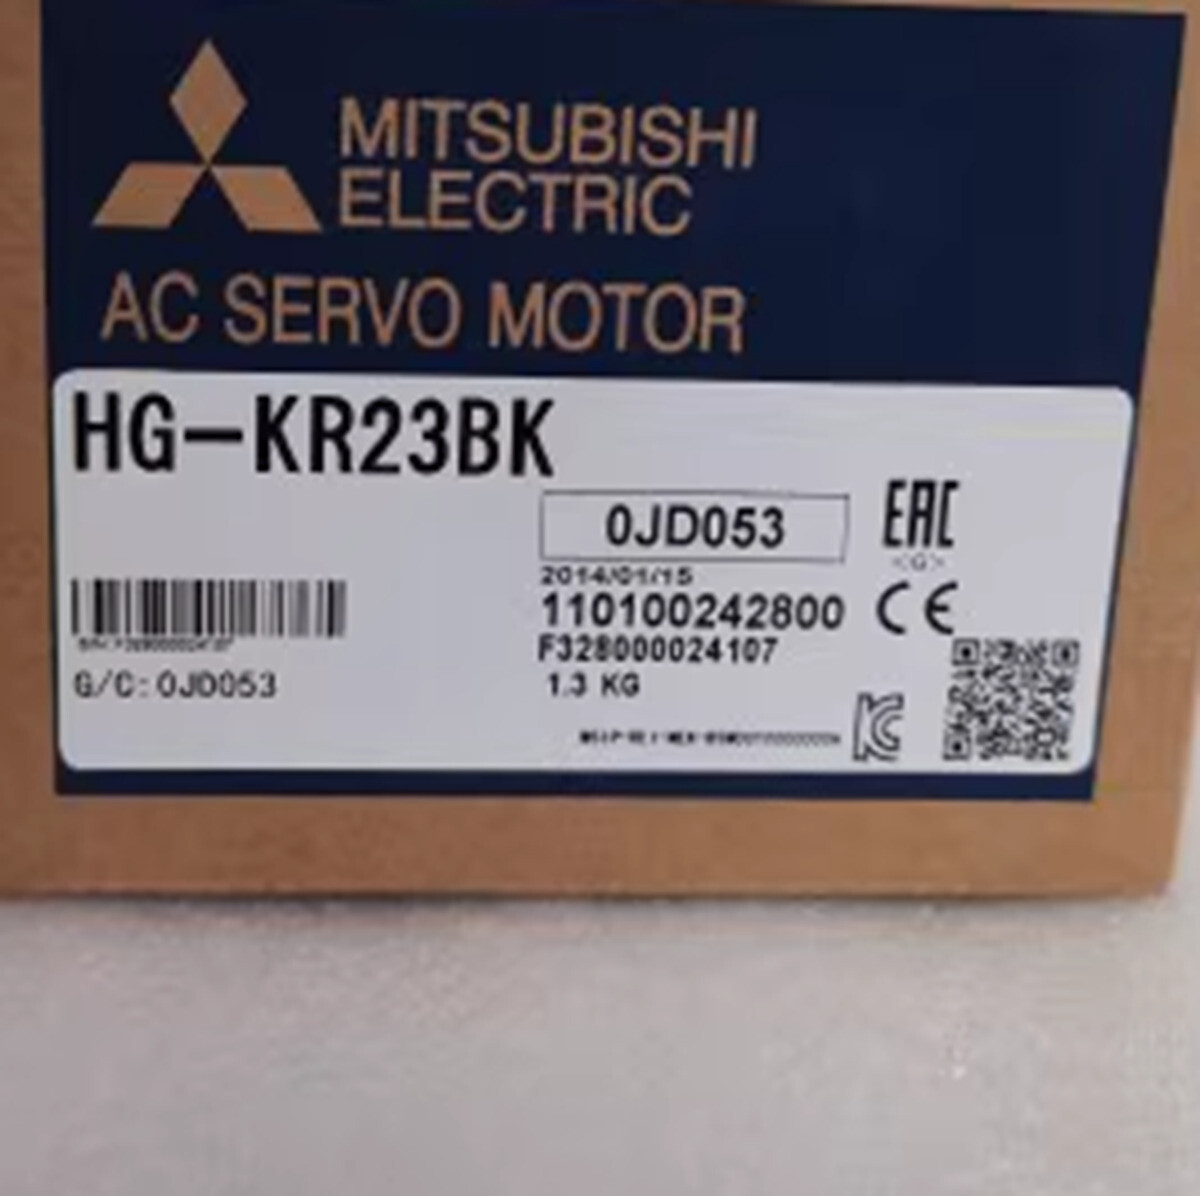 MITSUBISHI
ELECTRIC
AC SERVO MOTOR
HG-KR23BK
0JD053
EAC
<G>
2014/01/15
110100242800
CE
F328000024107
G/C:0JD053
1.3 KG